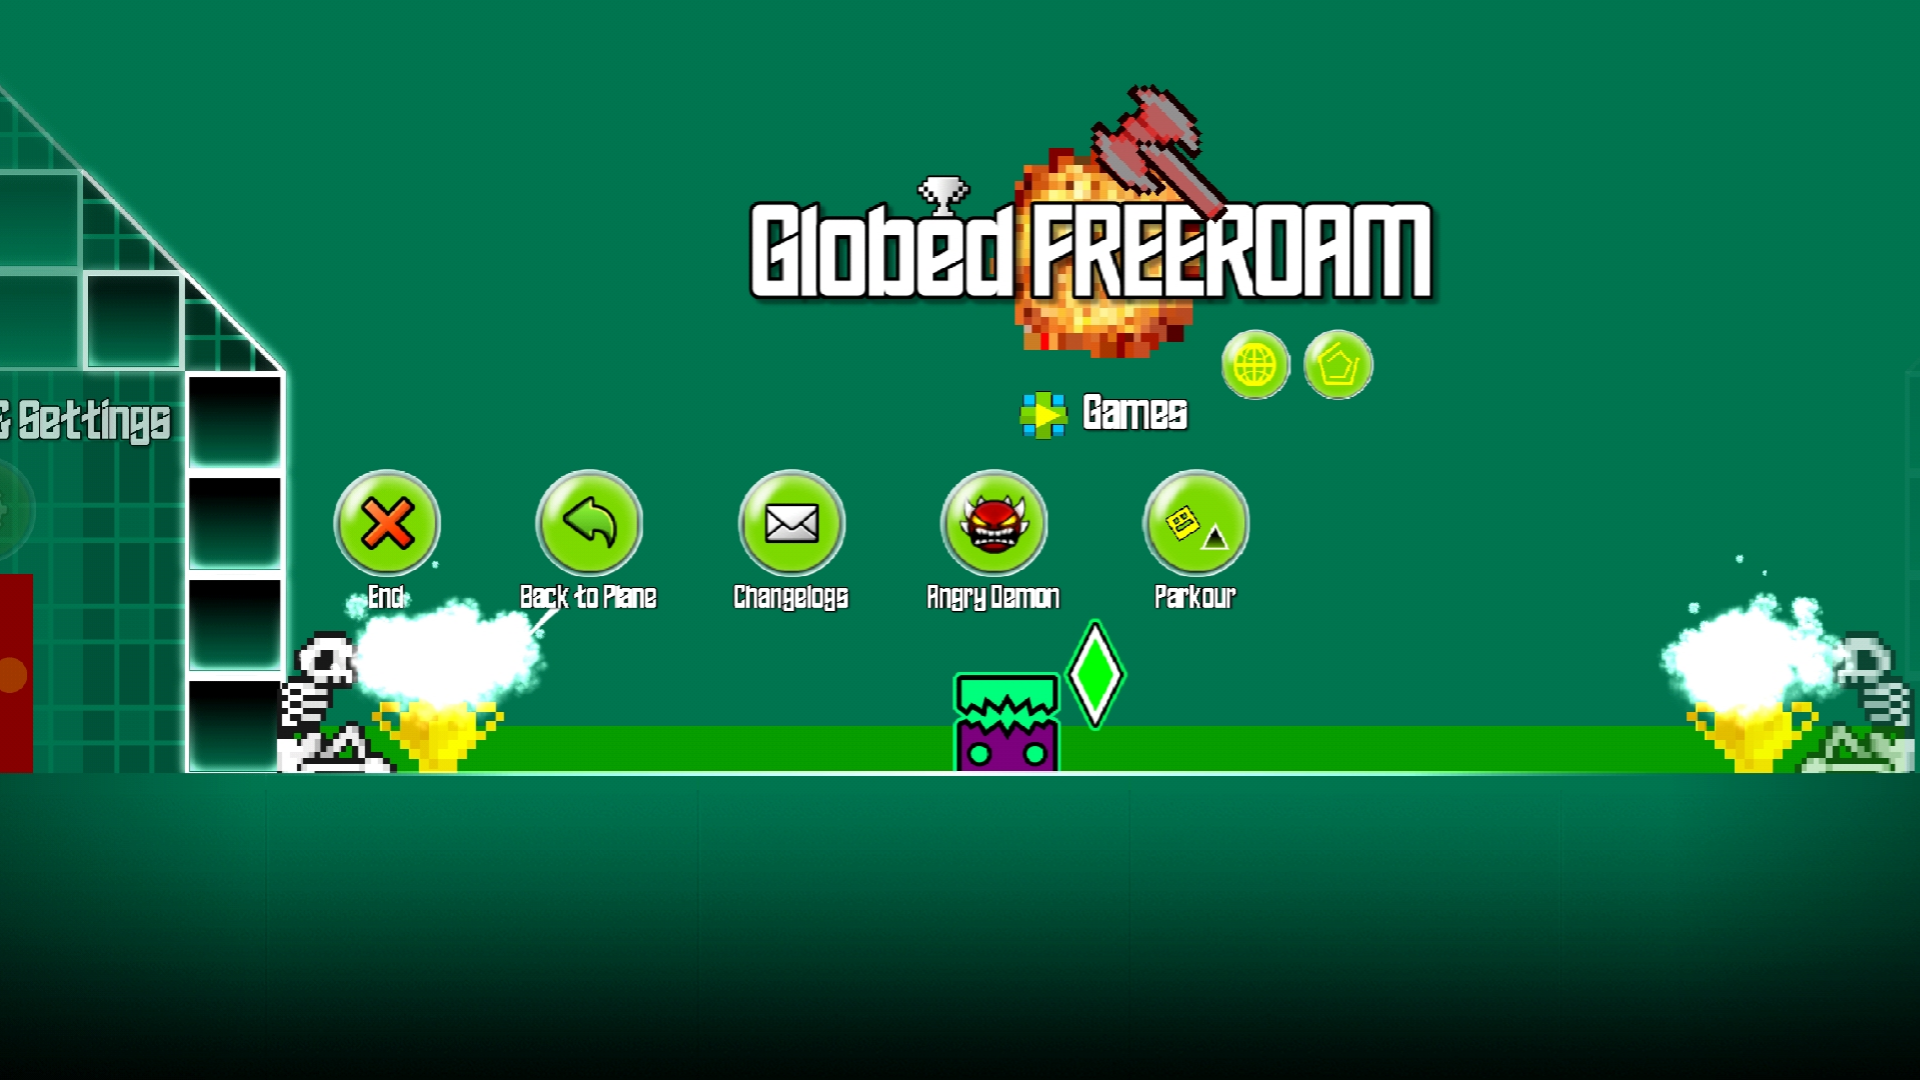 Globed FREEROAM
Games
& Settings
End
Back to Plane
Changelogs
Angry Demon
Parkour